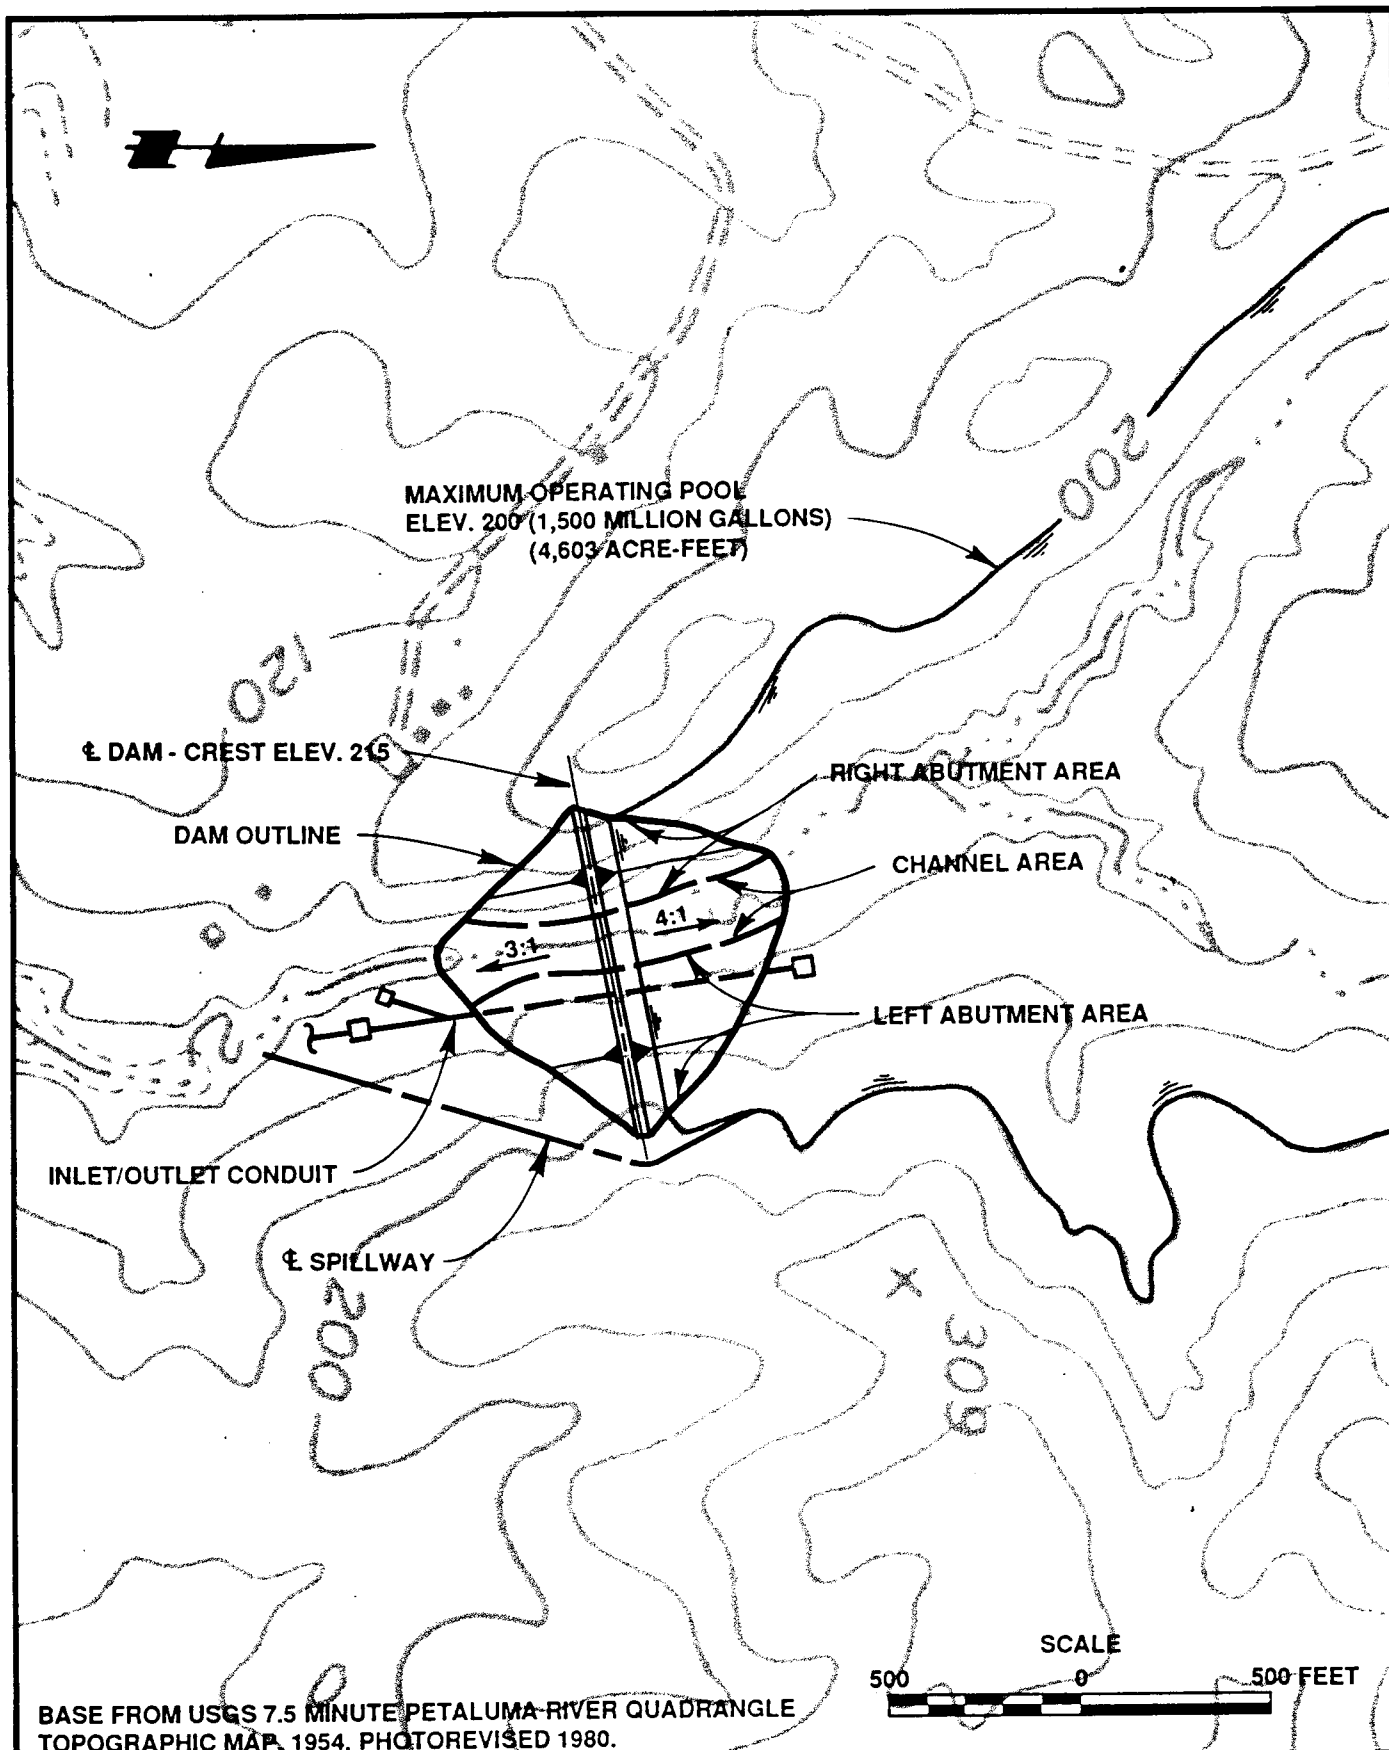 MAXIMUM OPERATING POOL
ELEV. 200 (1,500 MILLION GALLONS)
(4,603 ACRE-FEET)
200
120
℄ DAM - CREST ELEV. 215
RIGHT ABUTMENT AREA
DAM OUTLINE
CHANNEL AREA
4:1
3:1
LEFT ABUTMENT AREA
INLET/OUTLET CONDUIT
℄ SPILLWAY
200
309
SCALE
500 0 500 FEET
BASE FROM USGS 7.5 MINUTE PETALUMA RIVER QUADRANGLE
TOPOGRAPHIC MAP, 1954. PHOTOREVISED 1980.